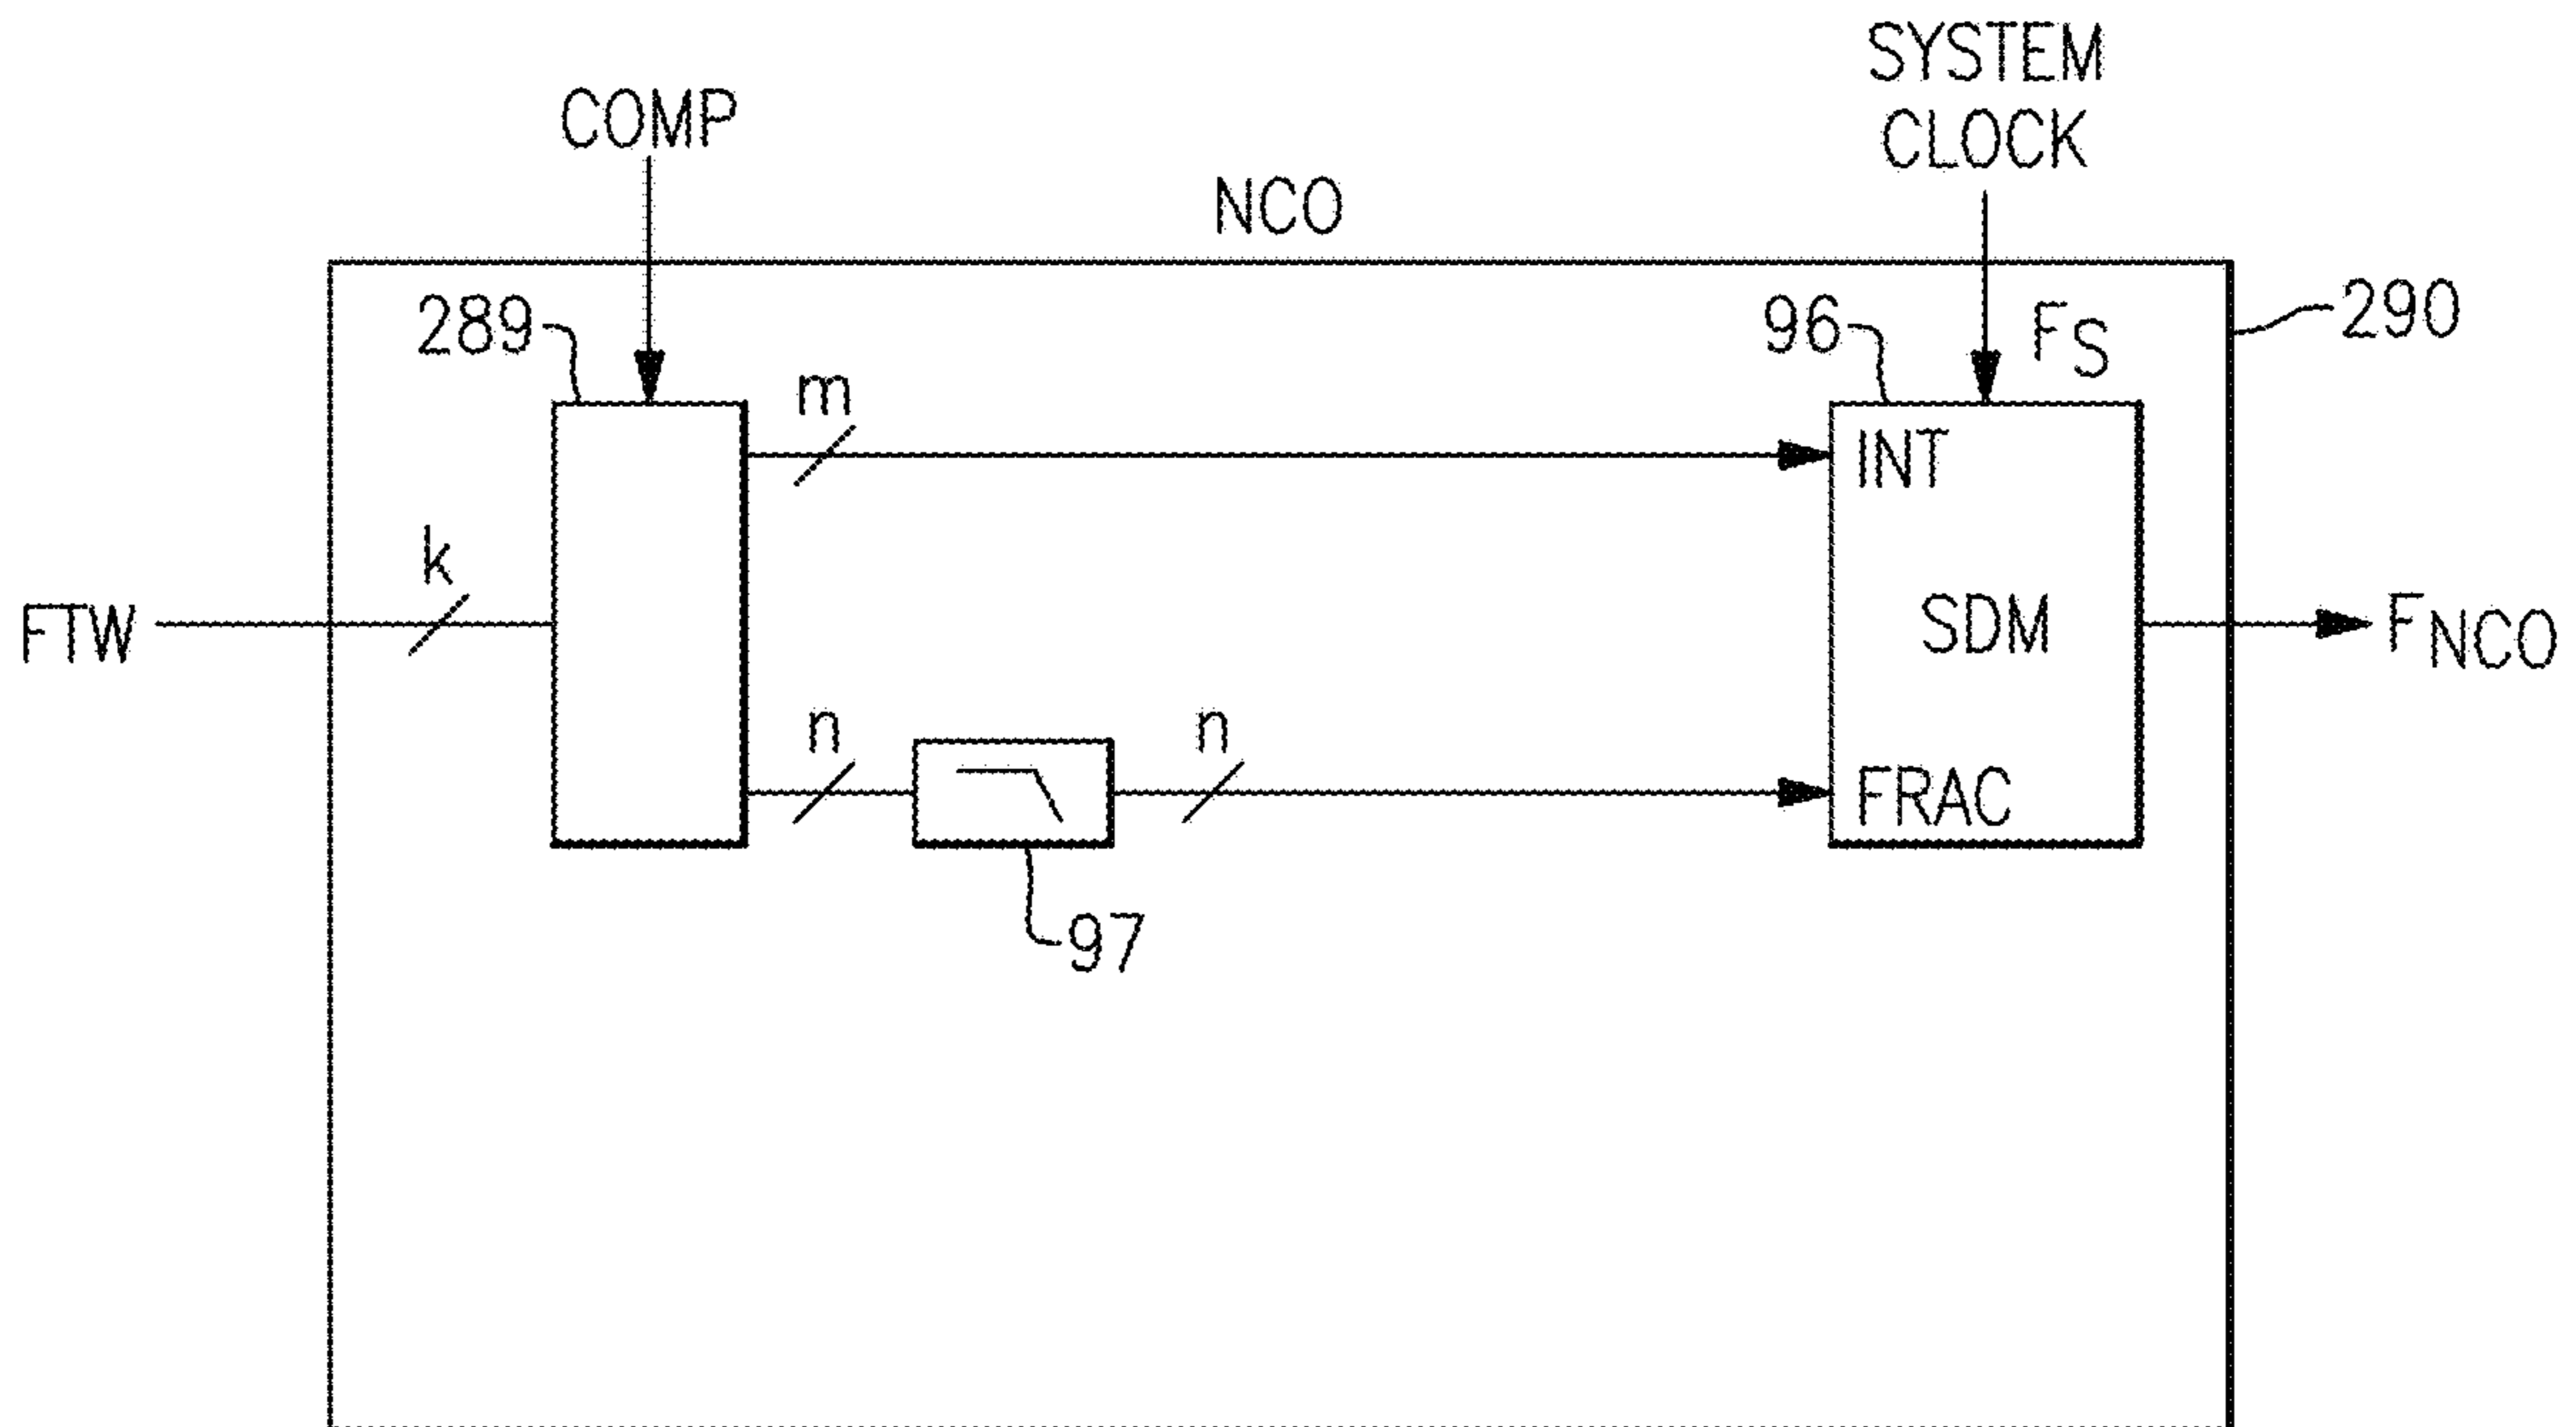 SYSTEM
CLOCK
COMP
NCO
289
96
FS
290
m
INT
k
FTW
SDM
FNCO
n
n
FRAC
97